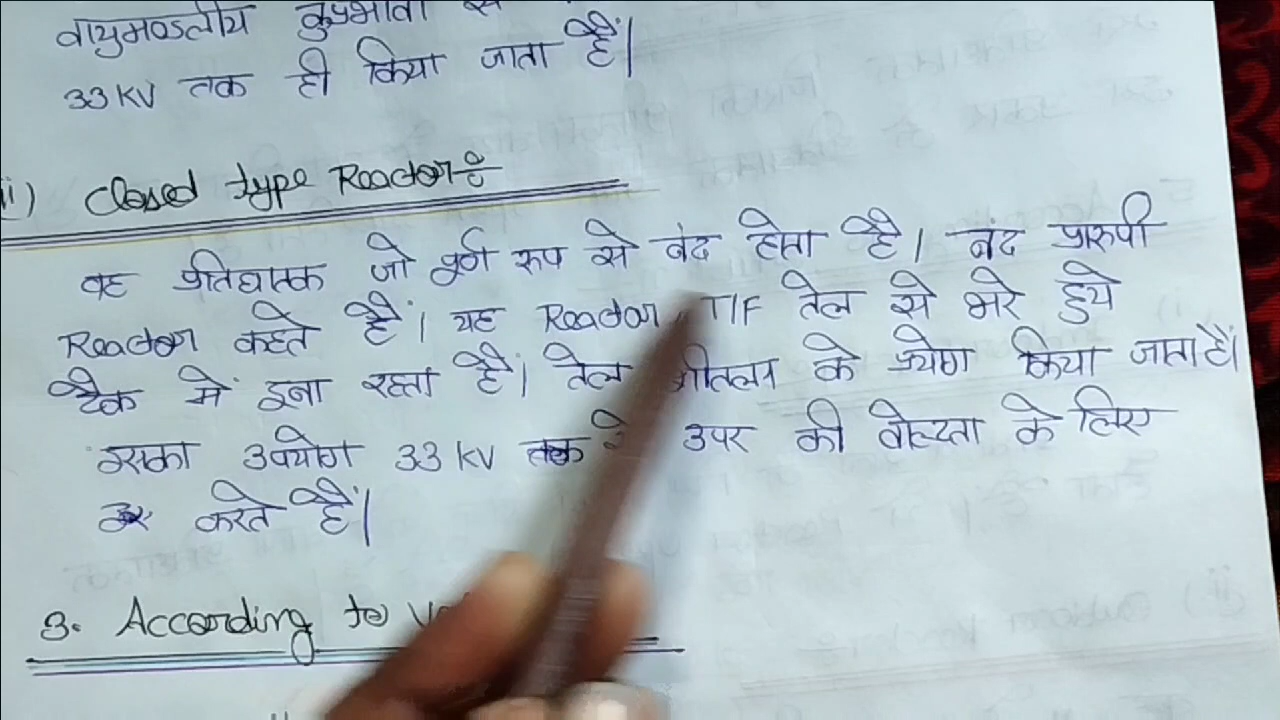 वायुमण्डलीय कुप्रभावो से
33 KV तक ही किया जाता हैं।
ii) Closed type Reactor:-
वह प्रतिघातक जो पूर्ण रूप से बंद होता है। बंद प्रारुपी
Reactor कहते हैं। यह Reactor T/F तेल से भरे हुये
टैंक में डूबा रहता हैं। तेल शीतलन के प्रयोग किया जाता हैं।
इसका उपयोग 33 KV तक से उपर की वोल्टता के लिए
करते हैं।
3. According to